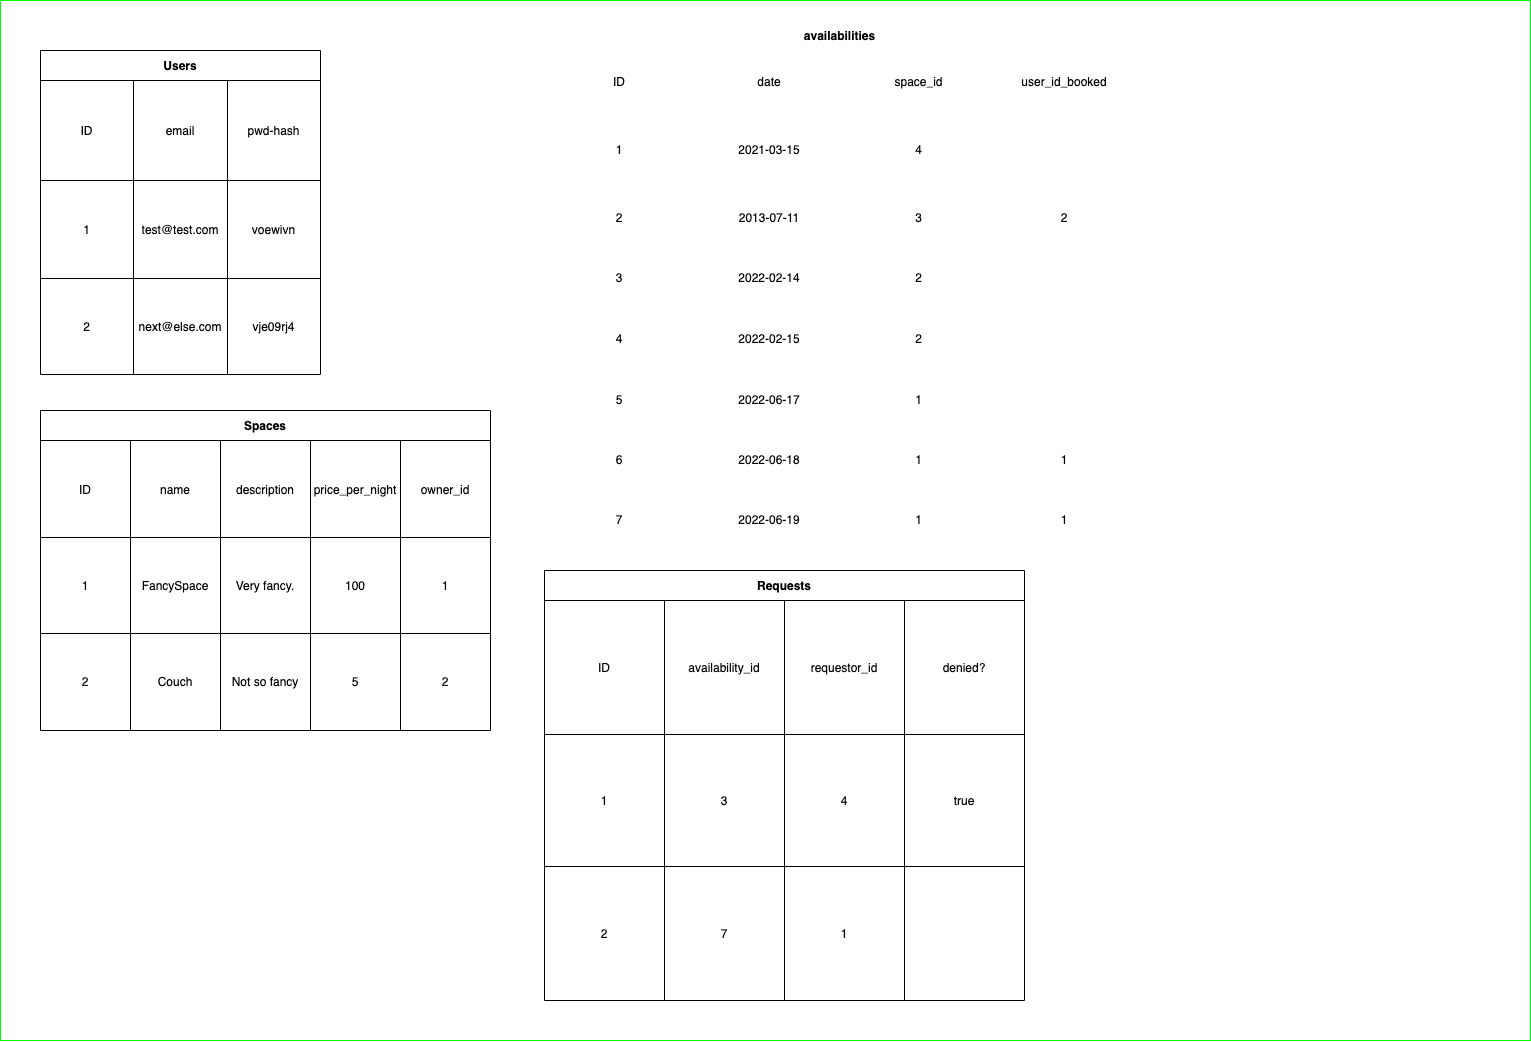 Users
ID email pwd-hash
1 test@test.com voewivn
2 next@else.com vje09rj4
Spaces
ID name description price_per_night owner_id
1 FancySpace Very fancy. 100 1
2 Couch Not so fancy 5 2
availabilities
ID date space_id user_id_booked
1 2021-03-15 4
2 2013-07-11 3 2
3 2022-02-14 2
4 2022-02-15 2
5 2022-06-17 1
6 2022-06-18 1 1
7 2022-06-19 1 1
Requests
ID availability_id requestor_id denied?
1 3 4 true
2 7 1